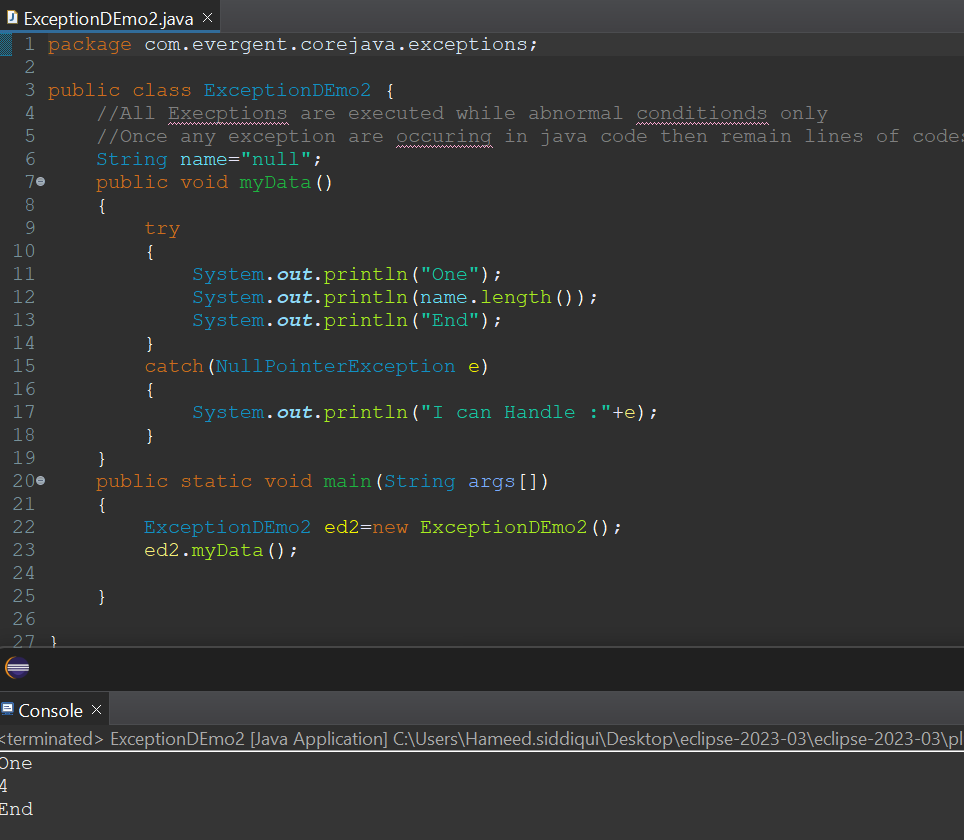 ExceptionDEmo2.java
1 package com.evergent.corejava.exceptions;
2
3 public class ExceptionDEmo2 {
4 //All Execptions are executed while abnormal conditionds only
5 //Once any exception are occuring in java code then remain lines of codes
6 String name="null";
7 public void myData()
8 {
9 try
10 {
11 System.out.println("One");
12 System.out.println(name.length());
13 System.out.println("End");
14 }
15 catch(NullPointerException e)
16 {
17 System.out.println("I can Handle :"+e);
18 }
19 }
20 public static void main(String args[])
21 {
22 ExceptionDEmo2 ed2=new ExceptionDEmo2();
23 ed2.myData();
24
25 }
26
27 }
Console
<terminated> ExceptionDEmo2 [Java Application] C:\Users\Hameed.siddiqui\Desktop\eclipse-2023-03\eclipse-2023-03\pl
One
4
End